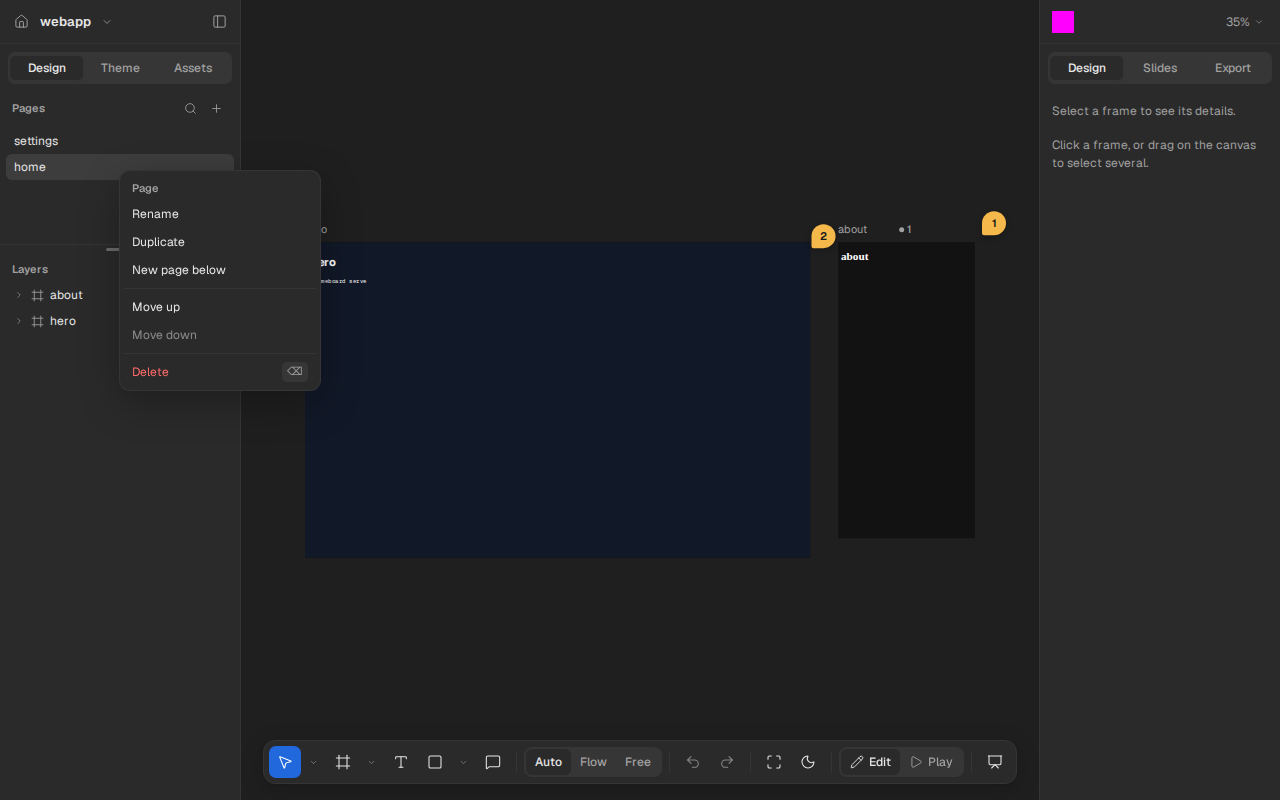 webapp
Design
Theme
Assets
Pages
settings
home
Layers
about
hero
Page
Rename
Duplicate
New page below
Move up
Move down
Delete
2
about
1
1
about
Auto
Flow
Free
Edit
Play
35%
Design
Slides
Export
Select a frame to see its details.
Click a frame, or drag on the canvas
to select several.